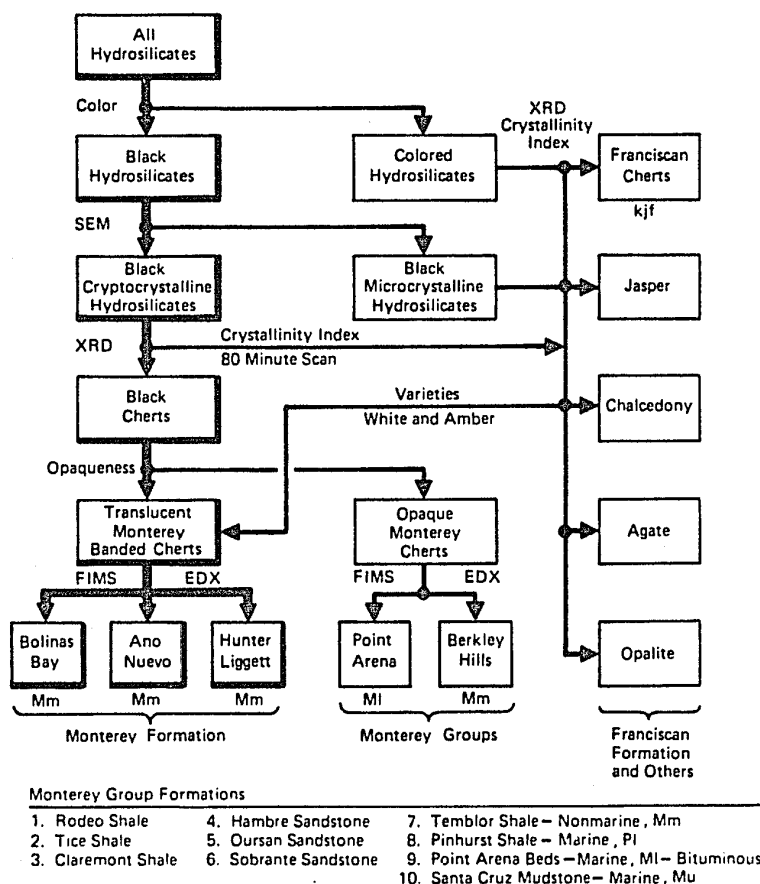 All
Hydrosilicates
Color
XRD
Crystallinity
Index
Black
Hydrosilicates
Colored
Hydrosilicates
Franciscan
Cherts
kjf
SEM
Black
Cryptocrystalline
Hydrosilicates
Black
Microcrystalline
Hydrosilicates
Jasper
XRD
Crystallinity Index
80 Minute Scan
Black
Cherts
Varieties
White and Amber
Chalcedony
Opaqueness
Translucent
Monterey
Banded Cherts
Opaque
Monterey
Cherts
Agate
FIMS EDX
FIMS EDX
Bolinas
Bay
Ano
Nuevo
Hunter
Liggett
Point
Arena
Berkley
Hills
Opalite
Mm Mm Mm
MI Mm
Monterey Formation
Monterey Groups
Franciscan
Formation
and Others
Monterey Group Formations
1. Rodeo Shale
2. Tice Shale
3. Claremont Shale
4. Hambre Sandstone
5. Oursan Sandstone
6. Sobrante Sandstone
7. Temblor Shale – Nonmarine, Mm
8. Pinhurst Shale – Marine, PI
9. Point Arena Beds – Marine, MI – Bituminous
10. Santa Cruz Mudstone – Marine, Mu